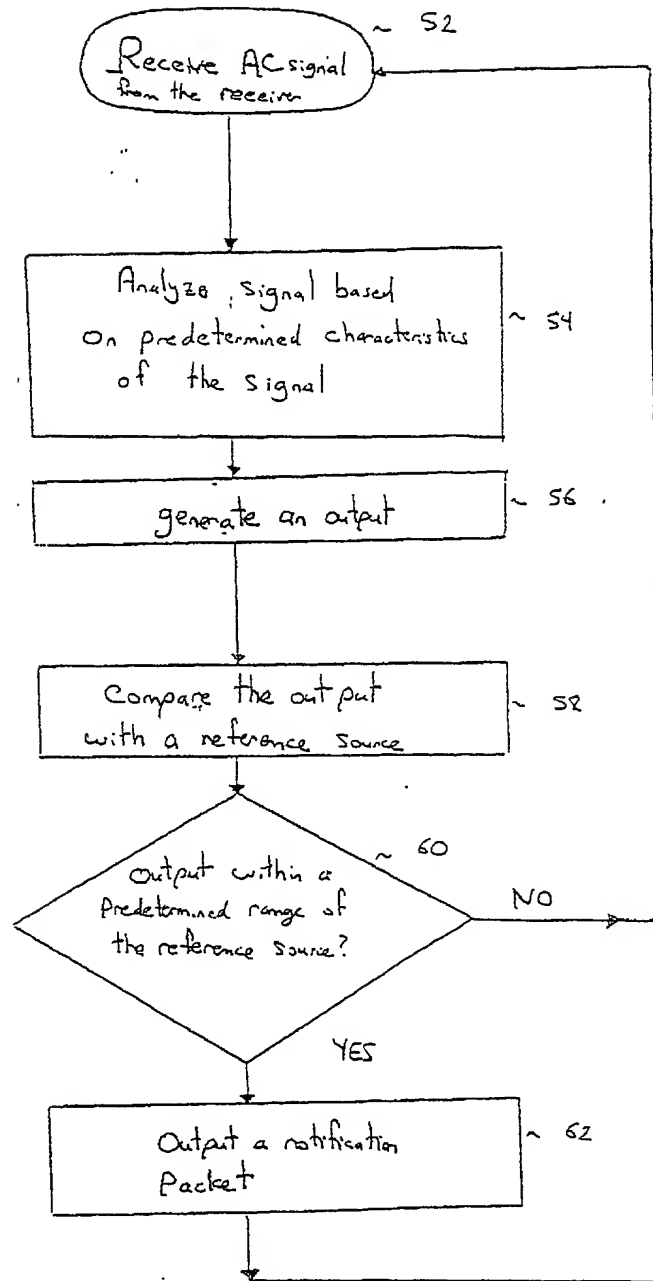 ~ 52
Receive AC signal
from the receiver
Analyze signal based
on predetermined characteristics
of the signal
~ 54
generate an output
~ 56
Compare the output
with a reference source
~ 58
~ 60
Output within a
predetermined range of
the reference source?
NO
YES
Output a notification
Packet
~ 62